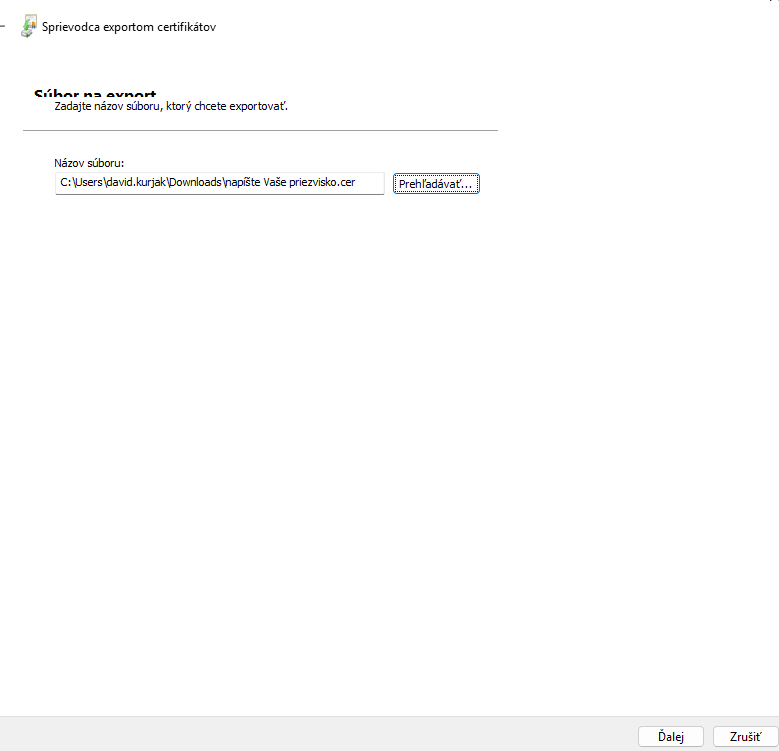 Sprievodca exportom certifikátov
Súbor na export
Zadajte názov súboru, ktorý chcete exportovať.
Názov súboru:
C:\Users\david.kurjak\Downloads\napíšte Vaše priezvisko.cer
Prehľadávať...
Ďalej
Zrušiť